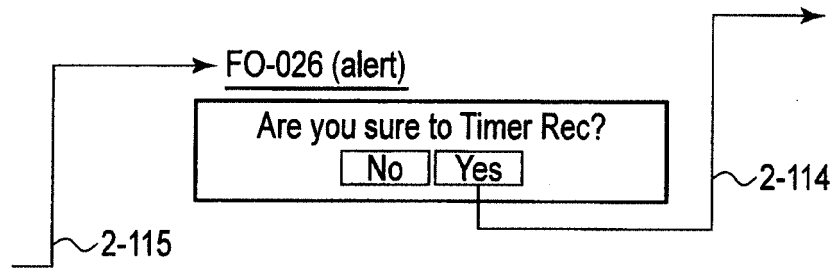 FO-026 (alert)
Are you sure to Timer Rec?
No Yes
2-114
2-115